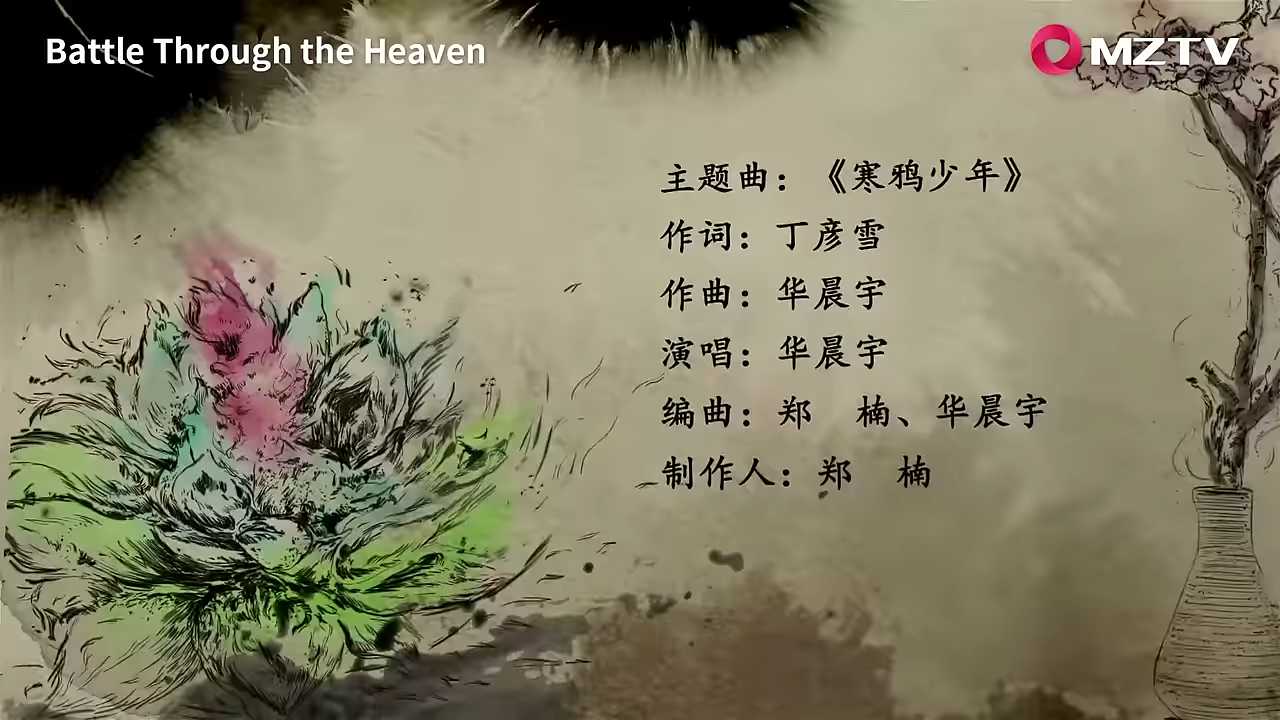 Battle Through the Heaven
MZTV
主题曲：《寒鸦少年》
作词：丁彦雪
作曲：华晨宇
演唱：华晨宇
编曲：郑　楠、华晨宇
制作人：郑　楠